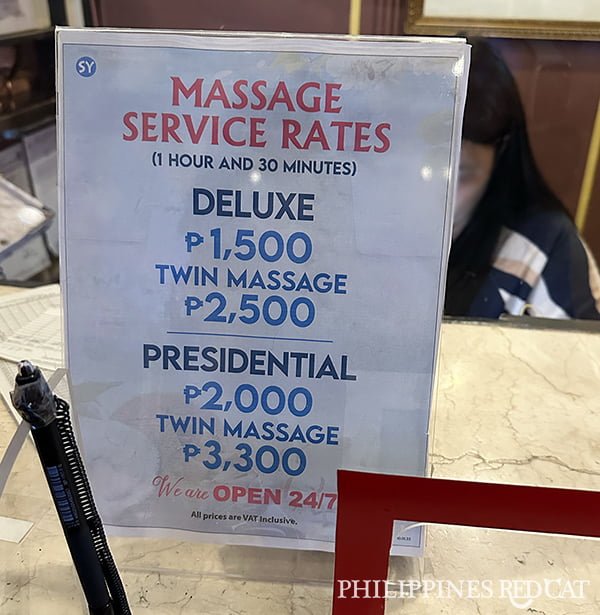 SY
MASSAGE
SERVICE RATES
(1 HOUR AND 30 MINUTES)
DELUXE
₱1,500
TWIN MASSAGE
₱2,500
PRESIDENTIAL
₱2,000
TWIN MASSAGE
₱3,300
We are OPEN 24/7
All prices are VAT Inclusive.
PHILIPPINES REDCAT